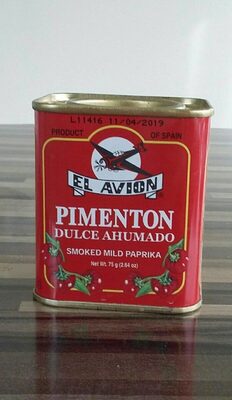 L11416 11/04/2019
PRODUCT OF SPAIN
EL AVION
PIMENTON
DULCE AHUMADO
SMOKED MILD PAPRIKA
Net Wt. 75 g (2.64 oz)